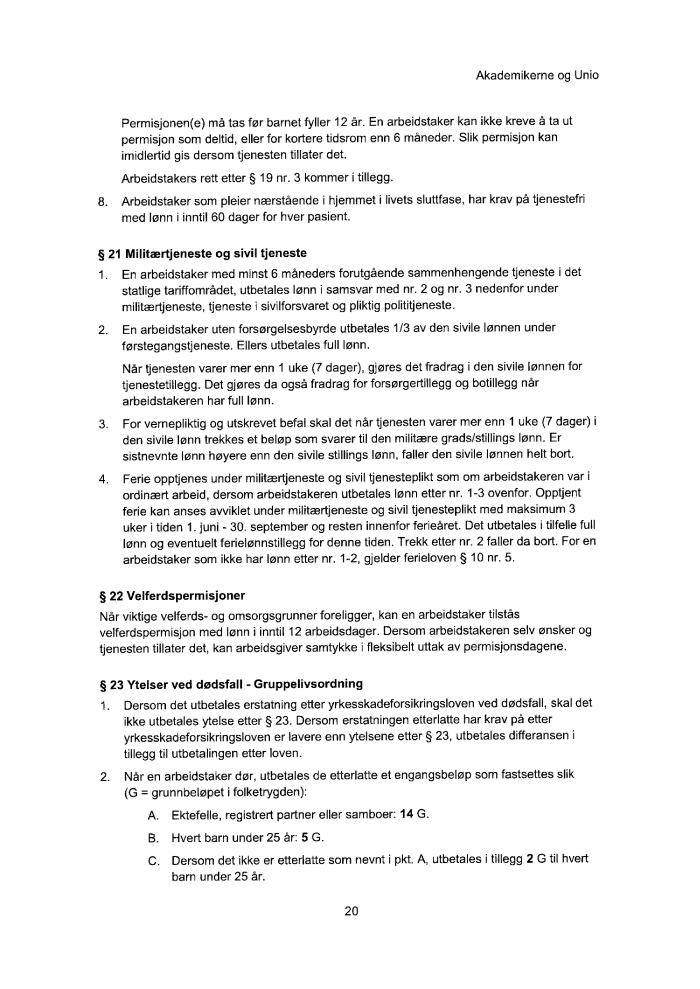 Akademikerne og Unio
Permisjonen(e) må tas før barnet fyller 12 år. En arbeidstaker kan ikke kreve å ta ut
permisjon som deltid, eller for kortere tidsrom enn 6 måneder. Slik permisjon kan
imidlertid gis dersom tjenesten tillater det.
Arbeidstakers rett etter § 19 nr. 3 kommer i tillegg.
8. Arbeidstaker som pleier nærstående i hjemmet i livets sluttfase, har krav på tjenestefri
med lønn i inntil 60 dager for hver pasient.
§ 21 Militærtjeneste og sivil tjeneste
1. En arbeidstaker med minst 6 måneders forutgående sammenhengende tjeneste i det
statlige tariffområdet, utbetales lønn i samsvar med nr. 2 og nr. 3 nedenfor under
militærtjeneste, tjeneste i sivilforsvaret og pliktig polititjeneste.
2. En arbeidstaker uten forsørgelsesbyrde utbetales 1/3 av den sivile lønnen under
førstegangstjeneste. Ellers utbetales full lønn.
Når tjenesten varer mer enn 1 uke (7 dager), gjøres det fradrag i den sivile lønnen for
tjenestetillegg. Det gjøres da også fradrag for forsørgertillegg og botillegg når
arbeidstakeren har full lønn.
3. For vernepliktig og utskrevet befal skal det når tjenesten varer mer enn 1 uke (7 dager) i
den sivile lønn trekkes et beløp som svarer til den militære grads/stillings lønn. Er
sistnevnte lønn høyere enn den sivile stillings lønn, faller den sivile lønnen helt bort.
4. Ferie opptjenes under militærtjeneste og sivil tjenesteplikt som om arbeidstakeren var i
ordinært arbeid, dersom arbeidstakeren utbetales lønn etter nr. 1-3 ovenfor. Opptjent
ferie kan anses avviklet under militærtjeneste og sivil tjenesteplikt med maksimum 3
uker i tiden 1. juni - 30. september og resten innenfor ferieåret. Det utbetales i tilfelle full
lønn og eventuelt ferielønnstillegg for denne tiden. Trekk etter nr. 2 faller da bort. For en
arbeidstaker som ikke har lønn etter nr. 1-2, gjelder ferieloven § 10 nr. 5.
§ 22 Velferdspermisjoner
Når viktige velferds- og omsorgsgrunner foreligger, kan en arbeidstaker tilstås
velferdspermisjon med lønn i inntil 12 arbeidsdager. Dersom arbeidstakeren selv ønsker og
tjenesten tillater det, kan arbeidsgiver samtykke i fleksibelt uttak av permisjonsdagene.
§ 23 Ytelser ved dødsfall - Gruppelivsordning
1. Dersom det utbetales erstatning etter yrkesskadeforsikringsloven ved dødsfall, skal det
ikke utbetales ytelse etter § 23. Dersom erstatningen etterlatte har krav på etter
yrkesskadeforsikringsloven er lavere enn ytelsene etter § 23, utbetales differansen i
tillegg til utbetalingen etter loven.
2. Når en arbeidstaker dør, utbetales de etterlatte et engangsbeløp som fastsettes slik
(G = grunnbeløpet i folketrygden):
A. Ektefelle, registrert partner eller samboer: 14 G.
B. Hvert barn under 25 år: 5 G.
C. Dersom det ikke er etterlatte som nevnt i pkt. A, utbetales i tillegg 2 G til hvert
barn under 25 år.
20